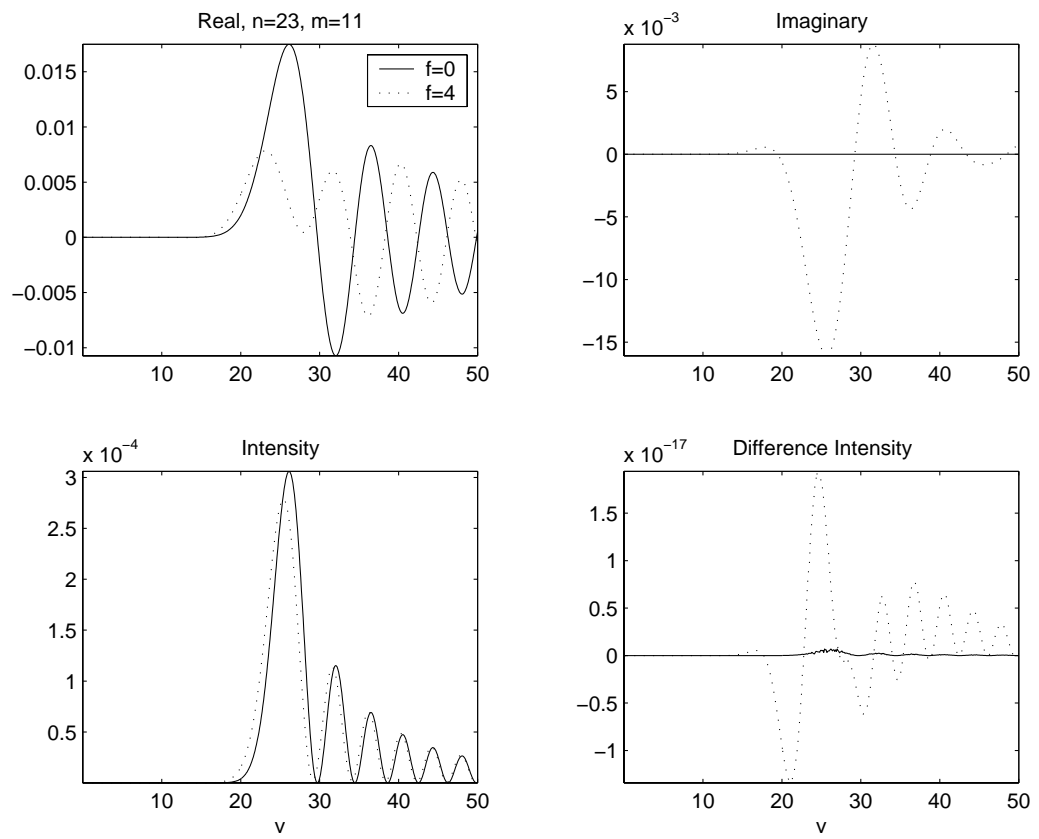 Real, n=23, m=11
0.015
0.01
0.005
0
−0.005
−0.01
10 20 30 40 50
f=0
f=4
x 10−3
Imaginary
5
0
−5
−10
−15
10 20 30 40 50
x 10−4
Intensity
3
2.5
2
1.5
1
0.5
10 20 30 40 50
v
x 10−17
Difference Intensity
1.5
1
0.5
0
−0.5
−1
10 20 30 40 50
v